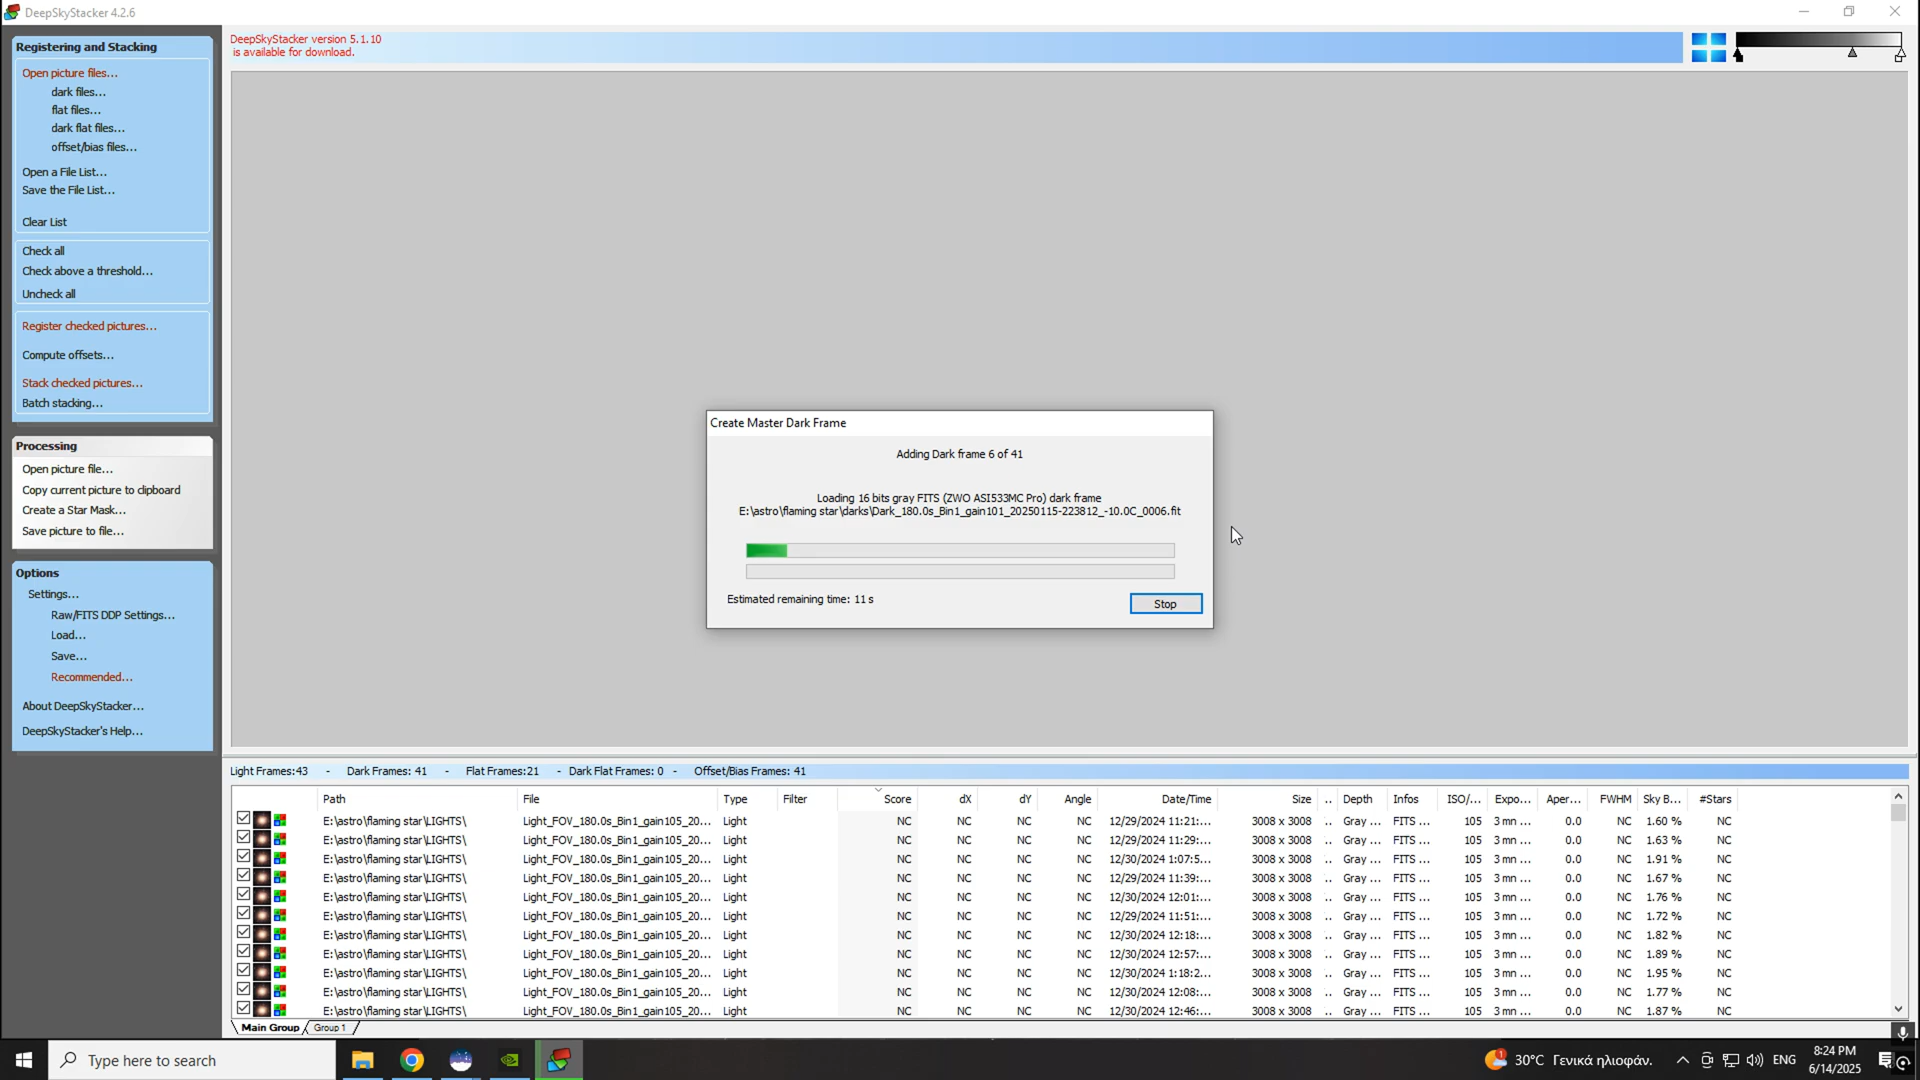 DeepSkyStacker 4.2.6
Registering and Stacking
Open picture files...
dark files...
flat files...
dark flat files...
offset/bias files...
Open a File List...
Save the File List...
Clear List
Check all
Check above a threshold...
Uncheck all
Register checked pictures...
Compute offsets...
Stack checked pictures...
Batch stacking...
Processing
Open picture file...
Copy current picture to clipboard
Create a Star Mask...
Save picture to file...
Options
Settings...
Raw/FITS DDP Settings...
Load...
Save...
Recommended...
About DeepSkyStacker...
DeepSkyStacker's Help...
DeepSkyStacker version 5.1.10
is available for download.
Create Master Dark Frame
Adding Dark frame 6 of 41
Loading 16 bits gray FITS (ZWO ASI533MC Pro) dark frame
E:\astro\flaming star\darks\Dark_180.0s_Bin1_gain101_20250115-223812_-10.0C_0006.fit
Estimated remaining time: 11 s
Stop
Light Frames:43 - Dark Frames: 41 - Flat Frames:21 - Dark Flat Frames: 0 - Offset/Bias Frames: 41
Path File Type Filter Score dX dY Angle Date/Time Size .. Depth Infos ISO/... Expo... Aper... FWHM Sky B... #Stars
E:\astro\flaming star\LIGHTS\ Light_FOV_180.0s_Bin1_gain105_20... Light NC NC NC NC 12/29/2024 11:21:... 3008 x 3008 .. Gray ... FITS ... 105 3 mn ... 0.0 NC 1.60 % NC
E:\astro\flaming star\LIGHTS\ Light_FOV_180.0s_Bin1_gain105_20... Light NC NC NC NC 12/29/2024 11:29:... 3008 x 3008 .. Gray ... FITS ... 105 3 mn ... 0.0 NC 1.63 % NC
E:\astro\flaming star\LIGHTS\ Light_FOV_180.0s_Bin1_gain105_20... Light NC NC NC NC 12/30/2024 1:07:5... 3008 x 3008 .. Gray ... FITS ... 105 3 mn ... 0.0 NC 1.91 % NC
E:\astro\flaming star\LIGHTS\ Light_FOV_180.0s_Bin1_gain105_20... Light NC NC NC NC 12/29/2024 11:39:... 3008 x 3008 .. Gray ... FITS ... 105 3 mn ... 0.0 NC 1.67 % NC
E:\astro\flaming star\LIGHTS\ Light_FOV_180.0s_Bin1_gain105_20... Light NC NC NC NC 12/30/2024 12:01:... 3008 x 3008 .. Gray ... FITS ... 105 3 mn ... 0.0 NC 1.76 % NC
E:\astro\flaming star\LIGHTS\ Light_FOV_180.0s_Bin1_gain105_20... Light NC NC NC NC 12/29/2024 11:51:... 3008 x 3008 .. Gray ... FITS ... 105 3 mn ... 0.0 NC 1.72 % NC
E:\astro\flaming star\LIGHTS\ Light_FOV_180.0s_Bin1_gain105_20... Light NC NC NC NC 12/30/2024 12:18:... 3008 x 3008 .. Gray ... FITS ... 105 3 mn ... 0.0 NC 1.82 % NC
E:\astro\flaming star\LIGHTS\ Light_FOV_180.0s_Bin1_gain105_20... Light NC NC NC NC 12/30/2024 12:57:... 3008 x 3008 .. Gray ... FITS ... 105 3 mn ... 0.0 NC 1.89 % NC
E:\astro\flaming star\LIGHTS\ Light_FOV_180.0s_Bin1_gain105_20... Light NC NC NC NC 12/30/2024 1:18:2... 3008 x 3008 .. Gray ... FITS ... 105 3 mn ... 0.0 NC 1.95 % NC
E:\astro\flaming star\LIGHTS\ Light_FOV_180.0s_Bin1_gain105_20... Light NC NC NC NC 12/30/2024 12:08:... 3008 x 3008 .. Gray ... FITS ... 105 3 mn ... 0.0 NC 1.77 % NC
E:\astro\flaming star\LIGHTS\ Light_FOV_180.0s_Bin1_gain105_20... Light NC NC NC NC 12/30/2024 12:46:... 3008 x 3008 .. Gray ... FITS ... 105 3 mn ... 0.0 NC 1.87 % NC
Main Group Group 1
Type here to search
1 30°C Γενικά ηλιοφάν. ENG 8:24 PM
6/14/2025